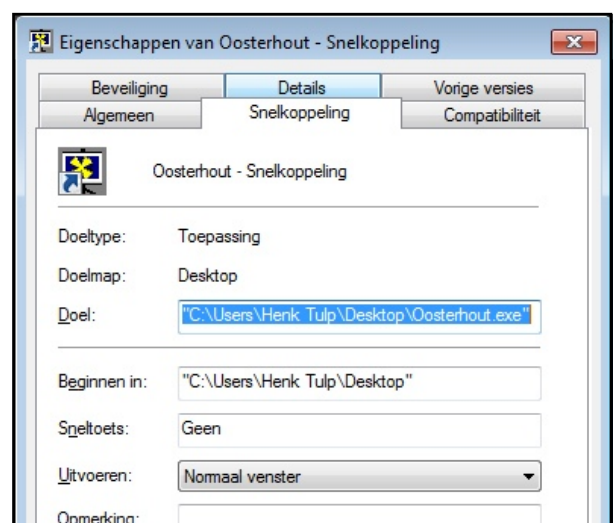 Eigenschappen van Oosterhout - Snelkoppeling
Beveiliging Details Vorige versies
Algemeen Snelkoppeling Compatibiliteit
Oosterhout - Snelkoppeling
Doeltype: Toepassing
Doelmap: Desktop
Doel: "C:\Users\Henk Tulp\Desktop\Oosterhout.exe"
Beginnen in: "C:\Users\Henk Tulp\Desktop"
Sneltoets: Geen
Uitvoeren: Normaal venster
Opmerking: